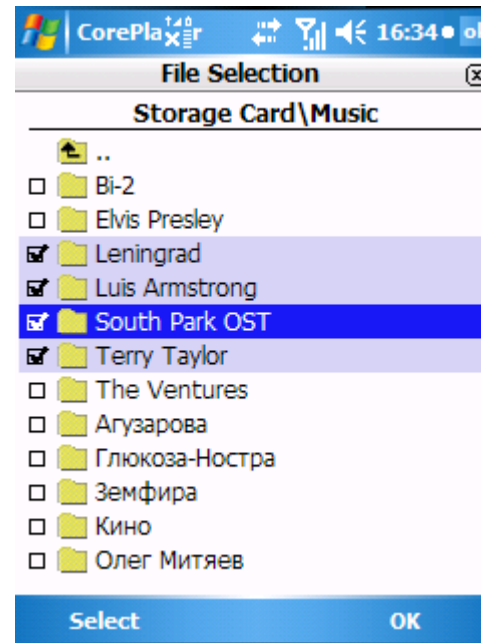 CorePlayer 16:34
File Selection
Storage Card\Music
..
Bi-2
Elvis Presley
Leningrad
Luis Armstrong
South Park OST
Terry Taylor
The Ventures
Агузарова
Глюкоза-Ностра
Земфира
Кино
Олег Митяев
Select OK